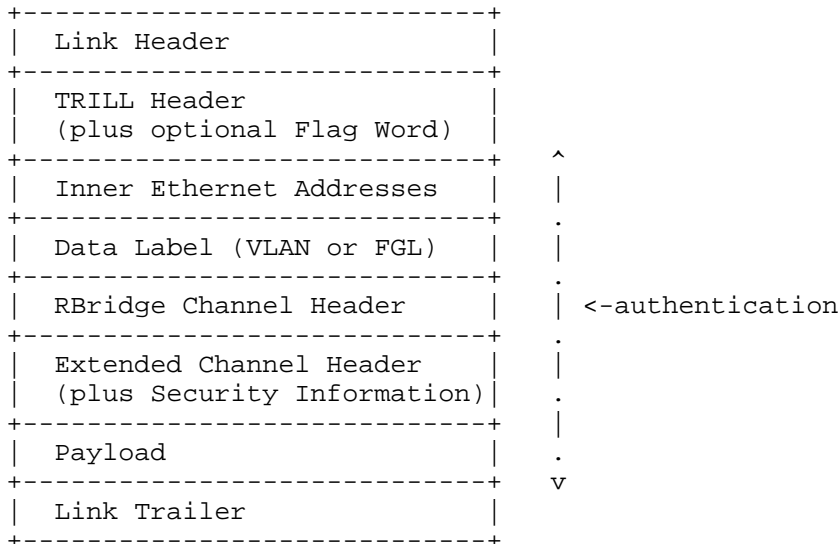 Link Header
TRILL Header
(plus optional Flag Word)
Inner Ethernet Addresses
Data Label (VLAN or FGL)
RBridge Channel Header <-authentication
Extended Channel Header
(plus Security Information)
Payload
Link Trailer